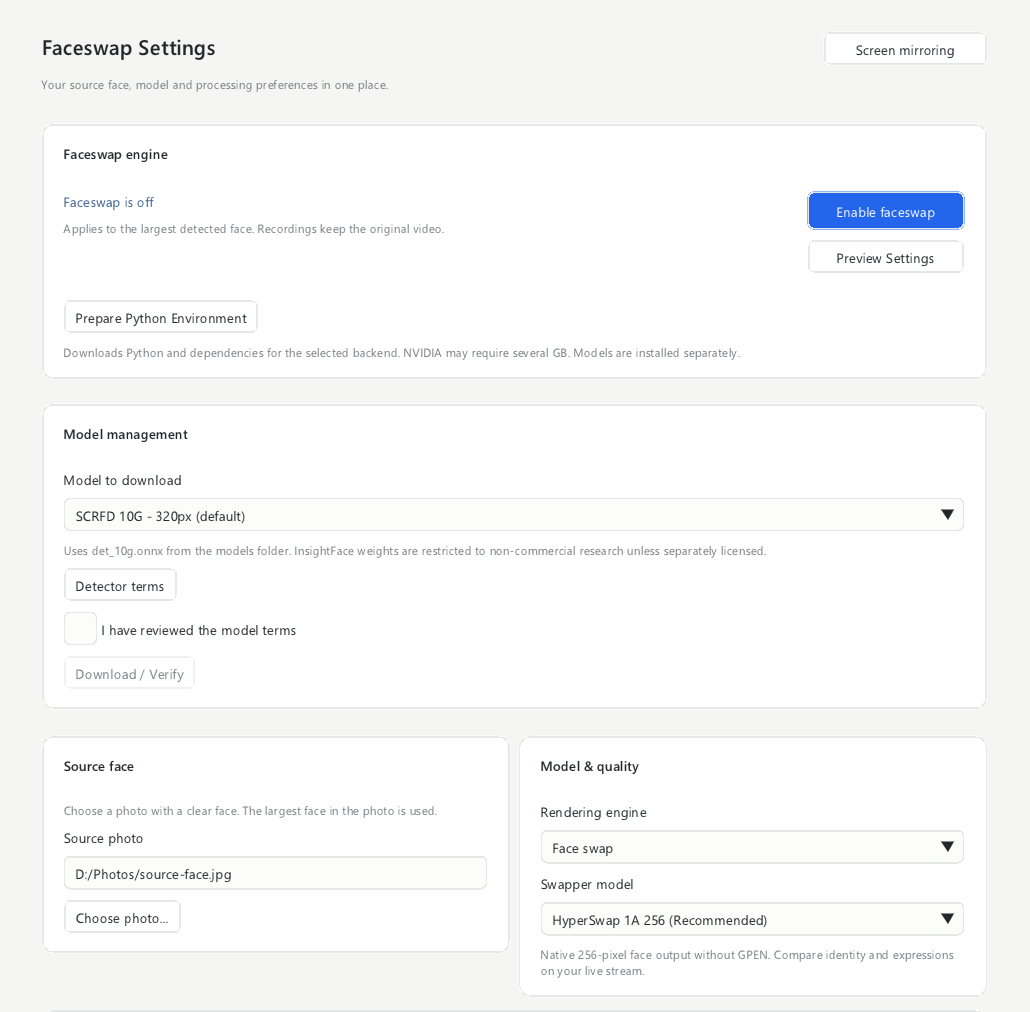 Faceswap Settings
Screen mirroring
Your source face, model and processing preferences in one place.
Faceswap engine
Faceswap is off
Enable faceswap
Applies to the largest detected face. Recordings keep the original video.
Preview Settings
Prepare Python Environment
Downloads Python and dependencies for the selected backend. NVIDIA may require several GB. Models are installed separately.
Model management
Model to download
SCRFD 10G - 320px (default)
Uses det_10g.onnx from the models folder. InsightFace weights are restricted to non-commercial research unless separately licensed.
Detector terms
I have reviewed the model terms
Download / Verify
Source face
Choose a photo with a clear face. The largest face in the photo is used.
Source photo
D:/Photos/source-face.jpg
Choose photo...
Model & quality
Rendering engine
Face swap
Swapper model
HyperSwap 1A 256 (Recommended)
Native 256-pixel face output without GPEN. Compare identity and expressions
on your live stream.